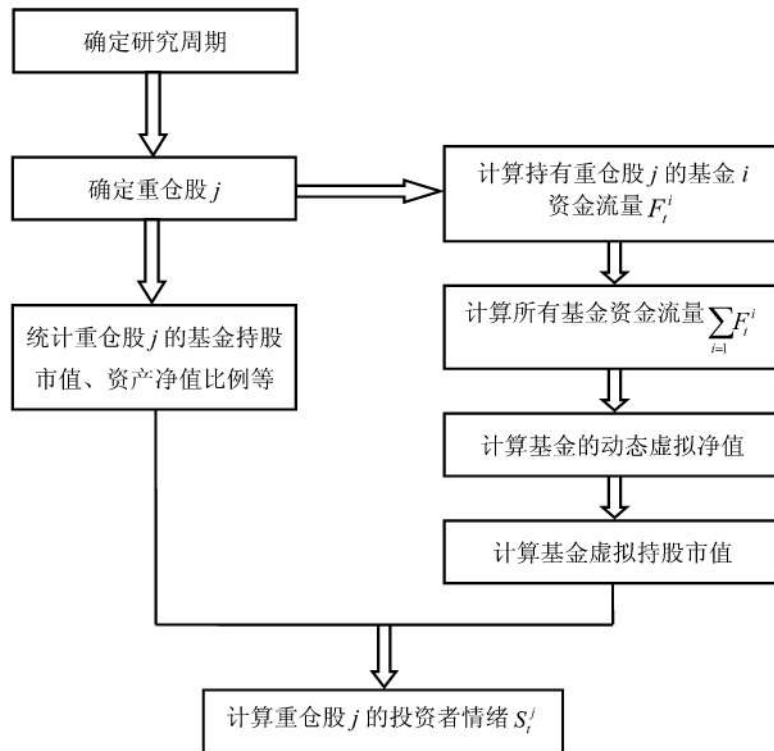 确定研究周期
确定重仓股 j
计算持有重仓股 j 的基金 i
资金流量 $F_t^i$
统计重仓股 j 的基金持股
市值、资产净值比例等
计算所有基金资金流量 $\sum_{i=1} F_t^i$
计算基金的动态虚拟净值
计算基金虚拟持股市值
计算重仓股 j 的投资者情绪 $S_t^j$